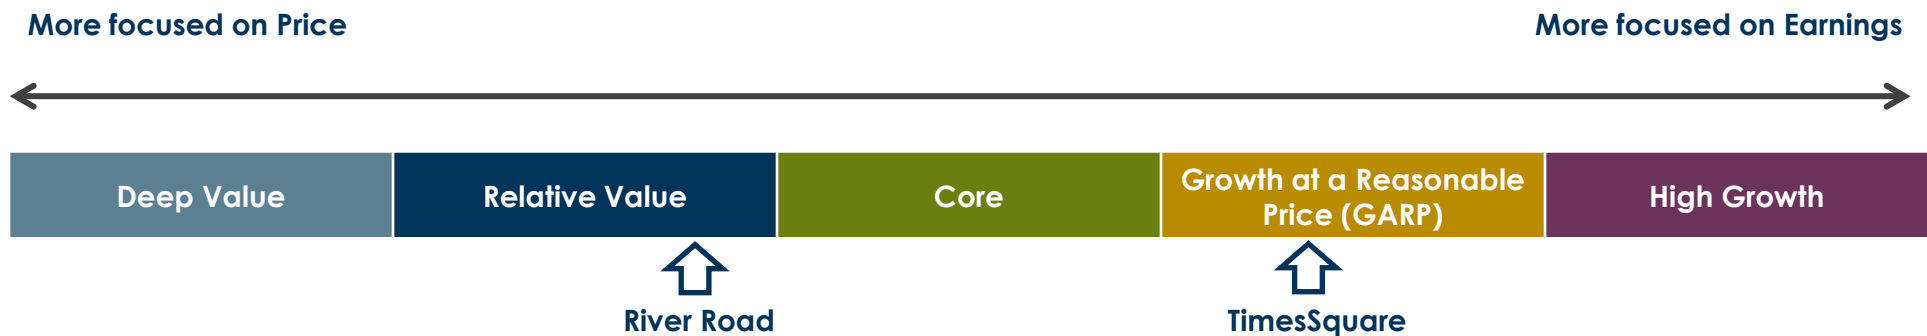 More focused on Price
More focused on Earnings
Deep Value
Relative Value
Core
Growth at a Reasonable
Price (GARP)
High Growth
River Road
TimesSquare